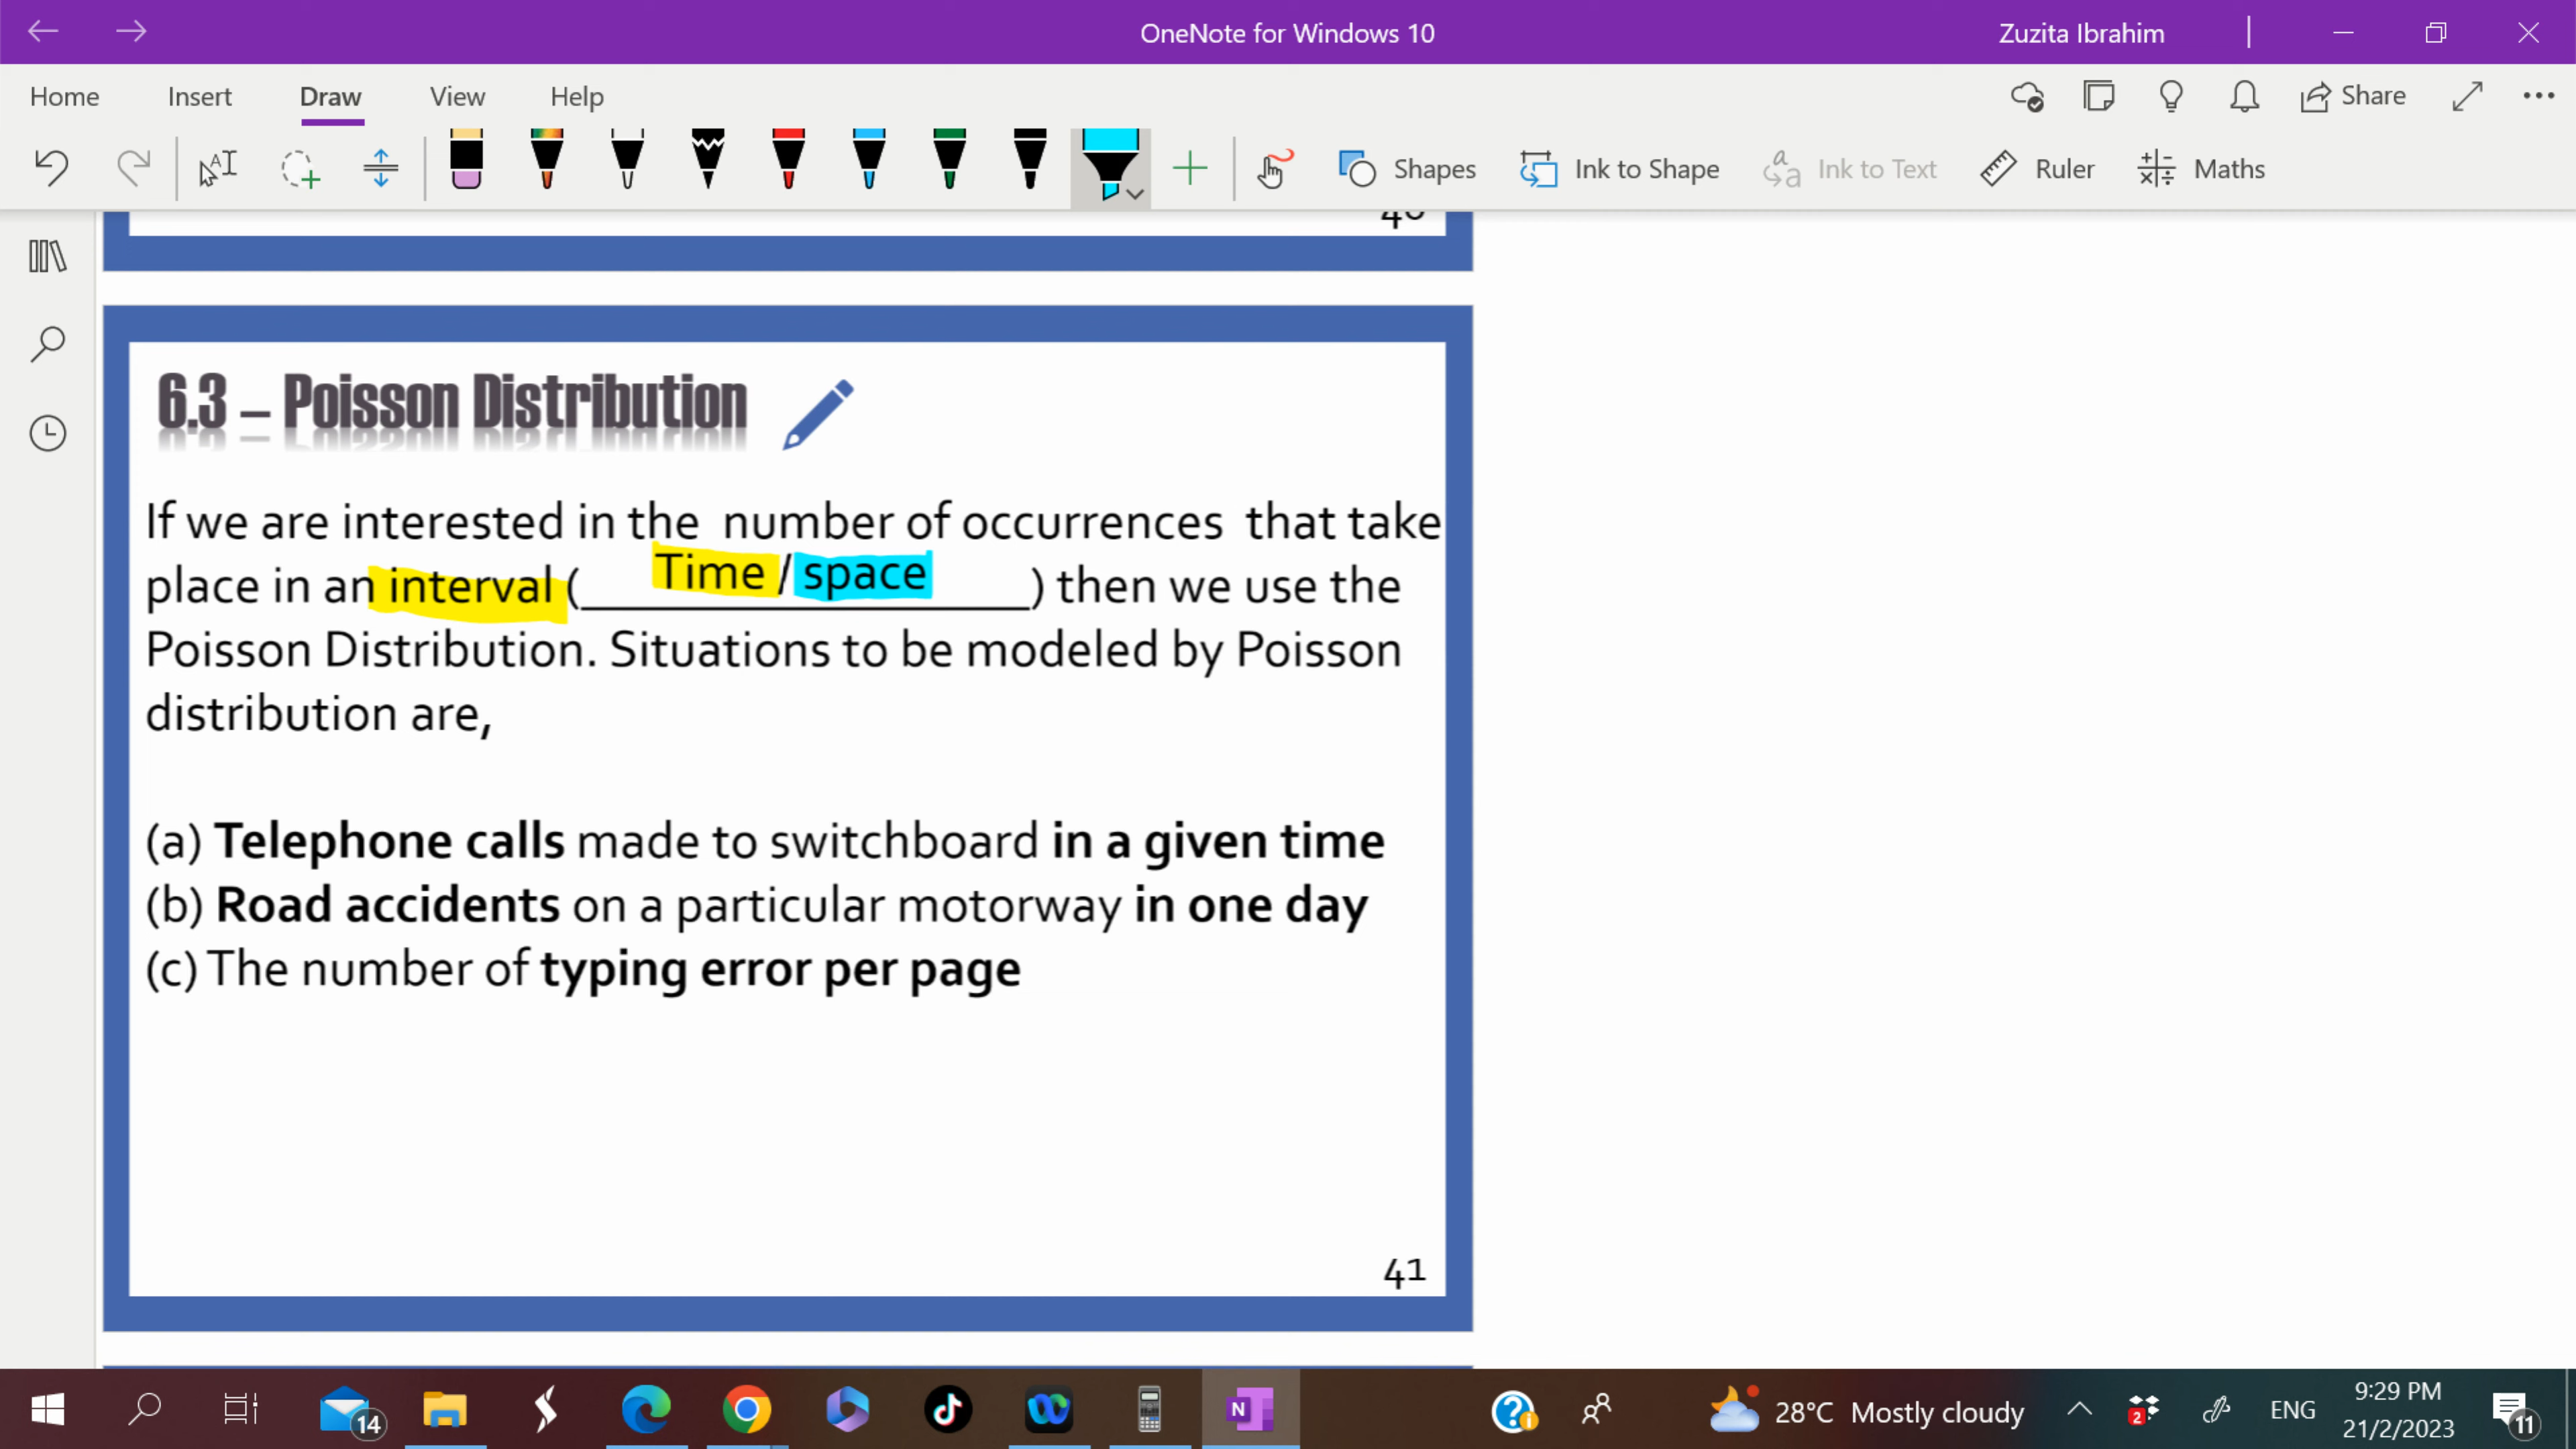 OneNote for Windows 10
Zuzita Ibrahim
Home Insert Draw View Help
Share
Shapes Ink to Shape Ink to Text Ruler Maths
6.3 – Poisson Distribution
If we are interested in the number of occurrences that take
place in an interval (Time / space) then we use the
Poisson Distribution. Situations to be modeled by Poisson
distribution are,
(a) Telephone calls made to switchboard in a given time
(b) Road accidents on a particular motorway in one day
(c) The number of typing error per page
41
14
N
28°C Mostly cloudy
2
ENG
9:29 PM
21/2/2023
11